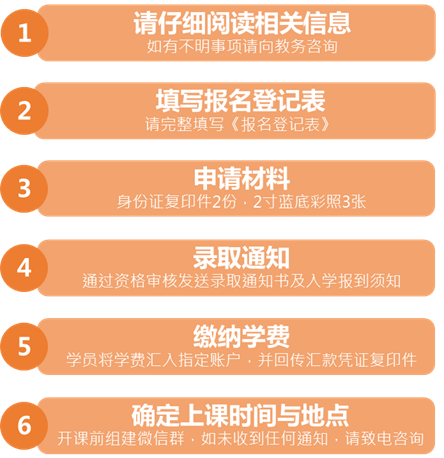 1
请仔细阅读相关信息
如有不明事项请向教务咨询
2
填写报名登记表
请完整填写《报名登记表》
3
申请材料
身份证复印件2份，2寸蓝底彩照3张
4
录取通知
通过资格审核发送录取通知书及入学报到须知
5
缴纳学费
学员将学费汇入指定账户，并回传汇款凭证复印件
6
确定上课时间与地点
开课前组建微信群，如未收到任何通知，请致电咨询